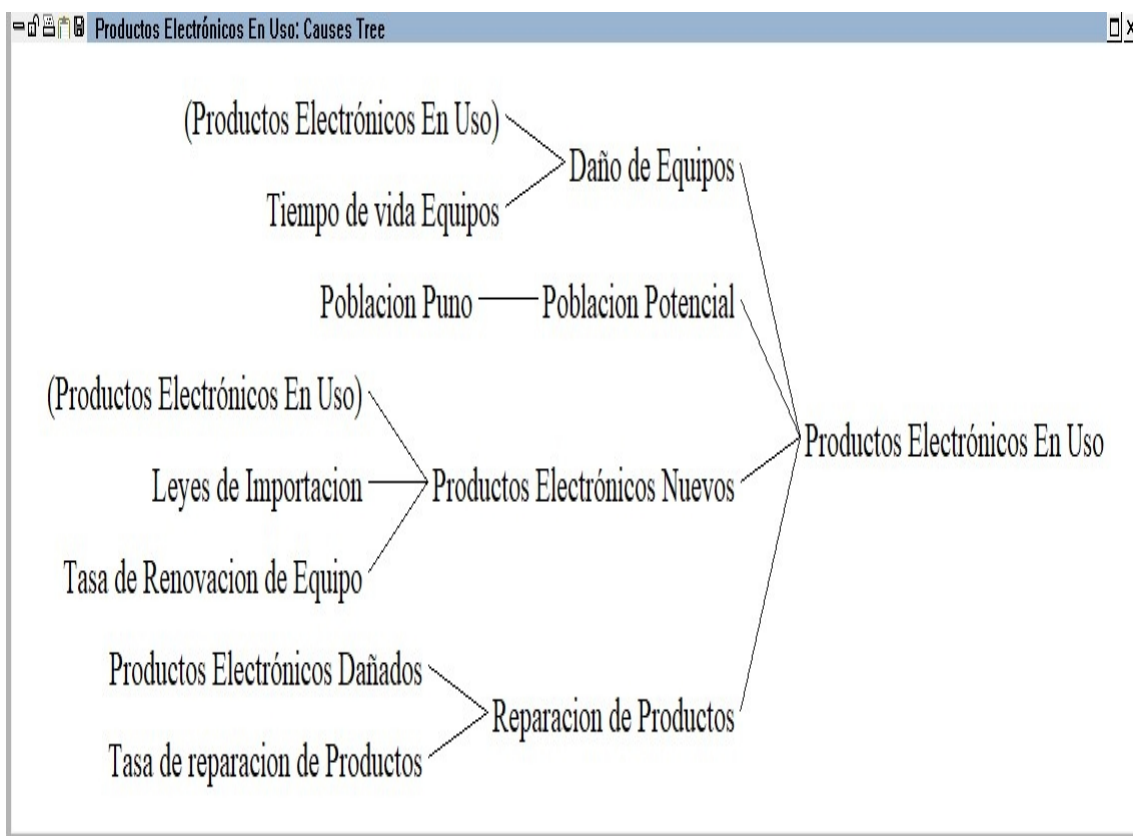 Productos Electrónicos En Uso: Causes Tree
(Productos Electrónicos En Uso)
Daño de Equipos
Tiempo de vida Equipos
Poblacion Puno
Poblacion Potencial
(Productos Electrónicos En Uso)
Productos Electrónicos En Uso
Leyes de Importacion
Productos Electrónicos Nuevos
Tasa de Renovacion de Equipo
Productos Electrónicos Dañados
Reparacion de Productos
Tasa de reparacion de Productos